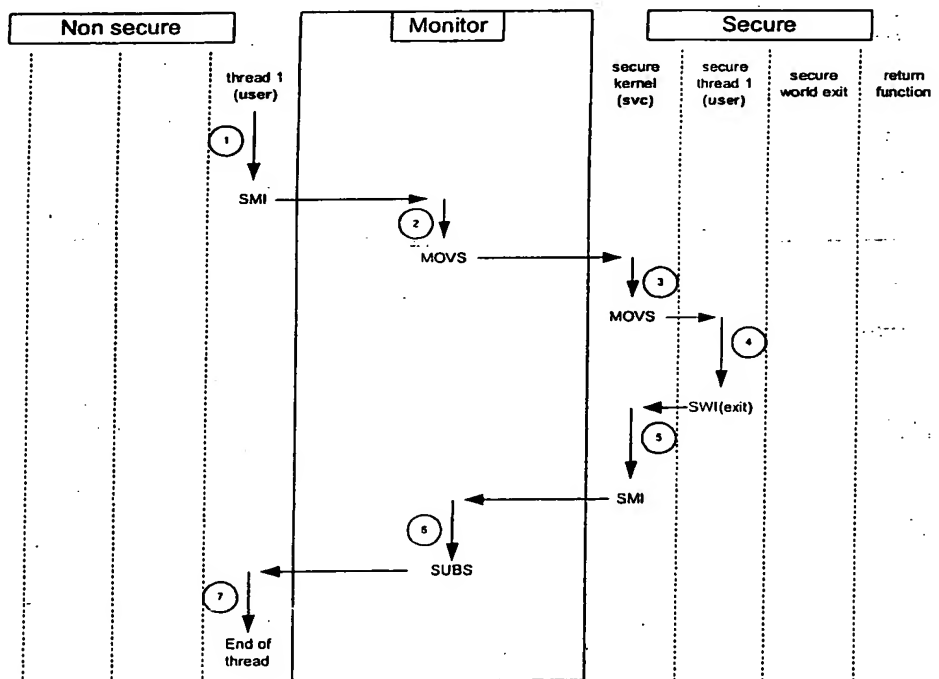 Non secure
Monitor
Secure
thread 1
(user)
secure
kernel
(svc)
secure
thread 1
(user)
secure
world exit
return
function
1
SMI
2
MOVS
3
MOVS
4
SWI(exit)
5
SMI
6
SUBS
7
End of
thread